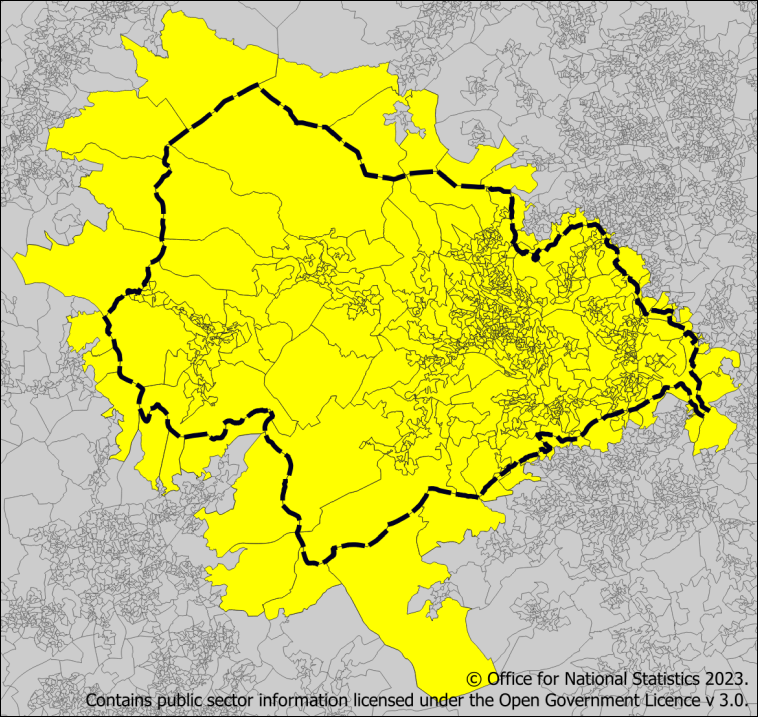 © Office for National Statistics 2023.
Contains public sector information licensed under the Open Government Licence v 3.0.